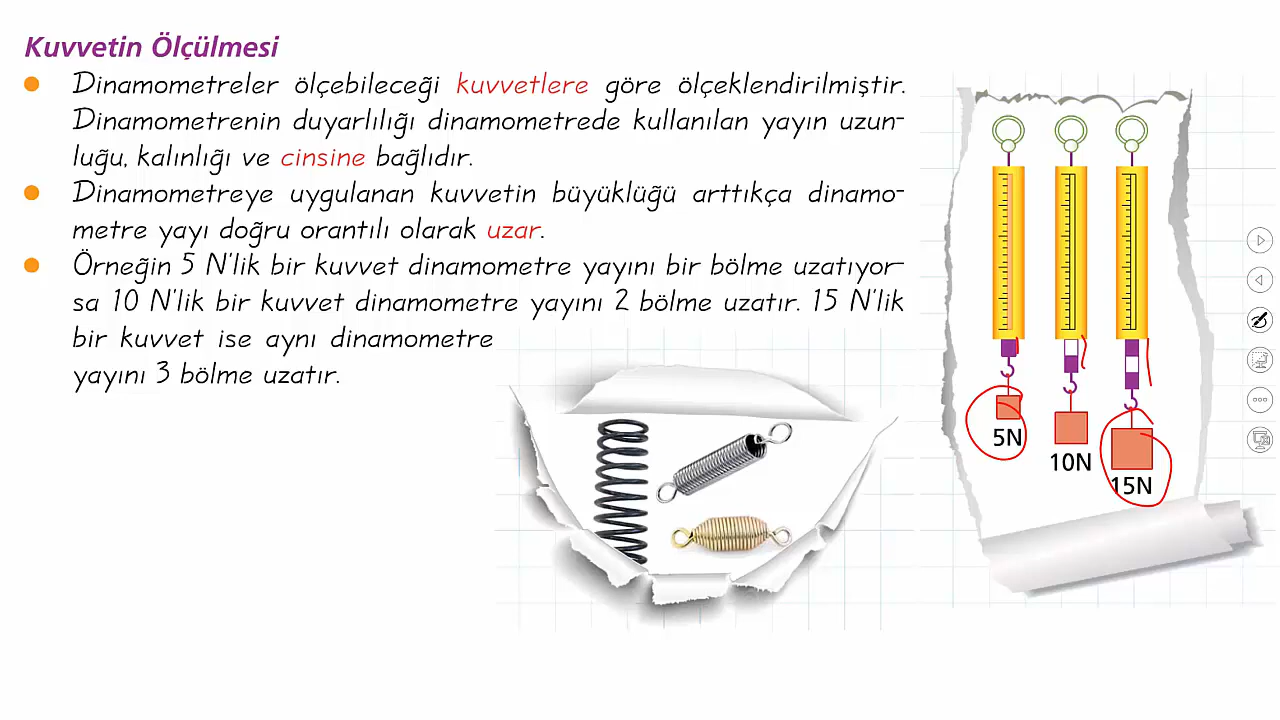 Kuvvetin Ölçülmesi
Dinamometreler ölçebileceği kuvvetlere göre ölçeklendirilmiştir.
Dinamometrenin duyarlılığı dinamometrede kullanılan yayın uzun-
luğu, kalınlığı ve cinsine bağlıdır.
Dinamometreye uygulanan kuvvetin büyüklüğü arttıkça dinamo-
metre yayı doğru orantılı olarak uzar.
Örneğin 5 N'lik bir kuvvet dinamometre yayını bir bölme uzatıyor-
sa 10 N'lik bir kuvvet dinamometre yayını 2 bölme uzatır. 15 N'lik
bir kuvvet ise aynı dinamometre
yayını 3 bölme uzatır.
5N
10N
15N